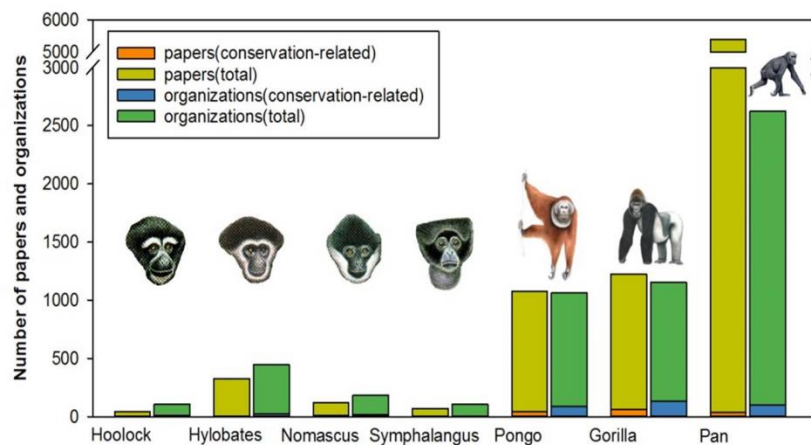 6000
5000
3000
2500
2000
1500
1000
500
0
Number of papers and organizations
papers(conservation-related)
papers(total)
organizations(conservation-related)
organizations(total)
Hoolock Hylobates Nomascus Symphalangus Pongo Gorilla Pan